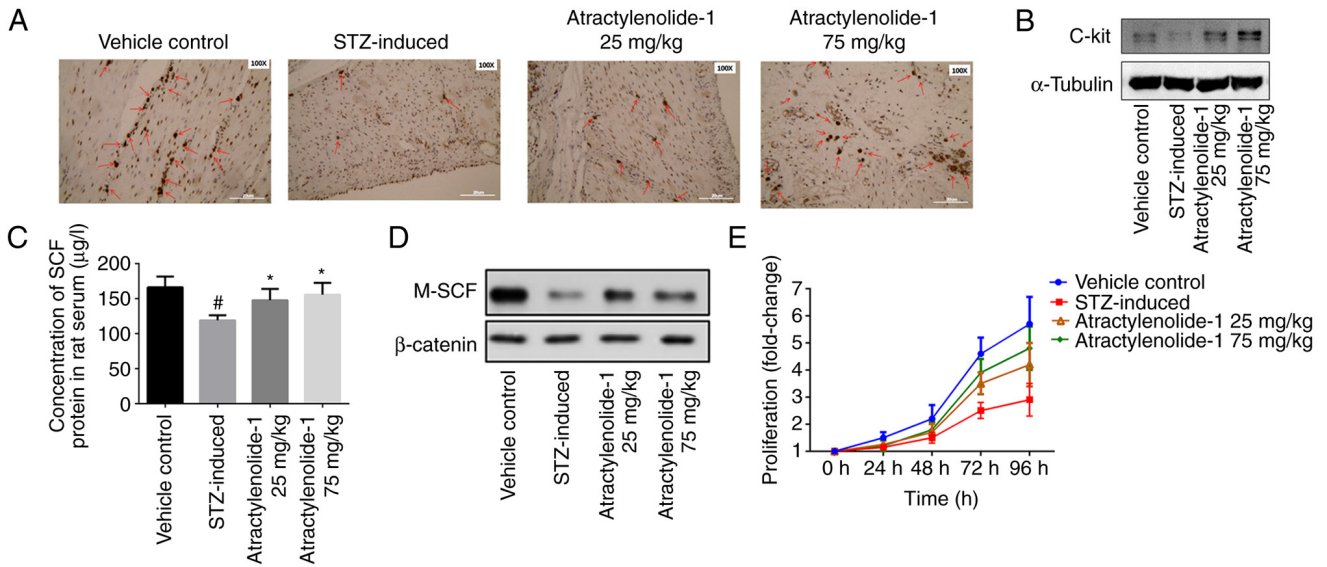 A
Vehicle control
STZ-induced
Atractylenolide-1
25 mg/kg
Atractylenolide-1
75 mg/kg
100X
100X
100X
100X
B
C-kit
α-Tubulin
Vehicle control
STZ-induced
Atractylenolide-1
25 mg/kg
Atractylenolide-1
75 mg/kg
C
Concentration of SCF
protein in rat serum (µg/l)
200
150
100
50
0
#
*
*
Vehicle control
STZ-induced
Atractylenolide-1
25 mg/kg
Atractylenolide-1
75 mg/kg
D
M-SCF
β-catenin
Vehicle control
STZ-induced
Atractylenolide-1
25 mg/kg
Atractylenolide-1
75 mg/kg
E
Proliferation (fold-change)
7
6
5
4
3
2
1
0 h 24 h 48 h 72 h 96 h
Time (h)
Vehicle control
STZ-induced
Atractylenolide-1 25 mg/kg
Atractylenolide-1 75 mg/kg